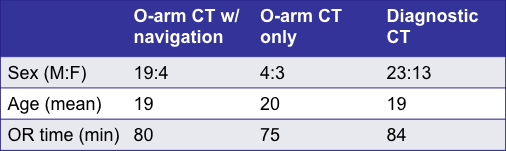 O-arm CT w/ navigation O-arm CT only Diagnostic CT
Sex (M:F) 19:4 4:3 23:13
Age (mean) 19 20 19
OR time (min) 80 75 84